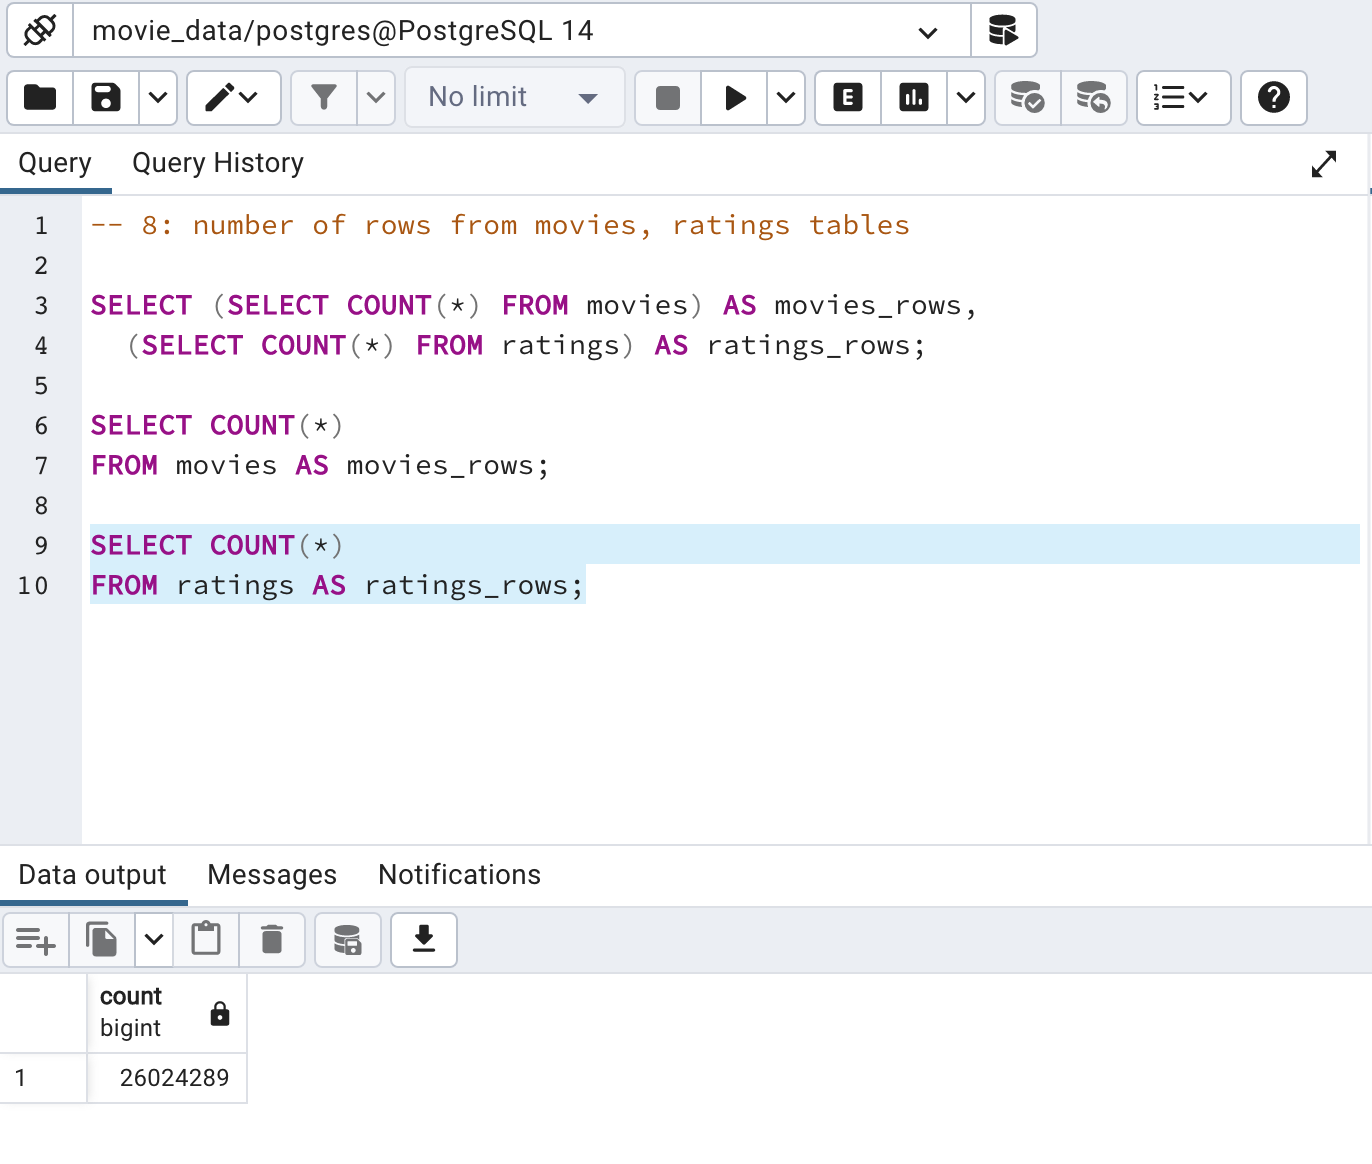 movie_data/postgres@PostgreSQL 14
No limit
E
Query Query History
1 -- 8: number of rows from movies, ratings tables
2
3 SELECT (SELECT COUNT(*) FROM movies) AS movies_rows,
4 (SELECT COUNT(*) FROM ratings) AS ratings_rows;
5
6 SELECT COUNT(*)
7 FROM movies AS movies_rows;
8
9 SELECT COUNT(*)
10 FROM ratings AS ratings_rows;
Data output Messages Notifications
count
bigint
1 26024289